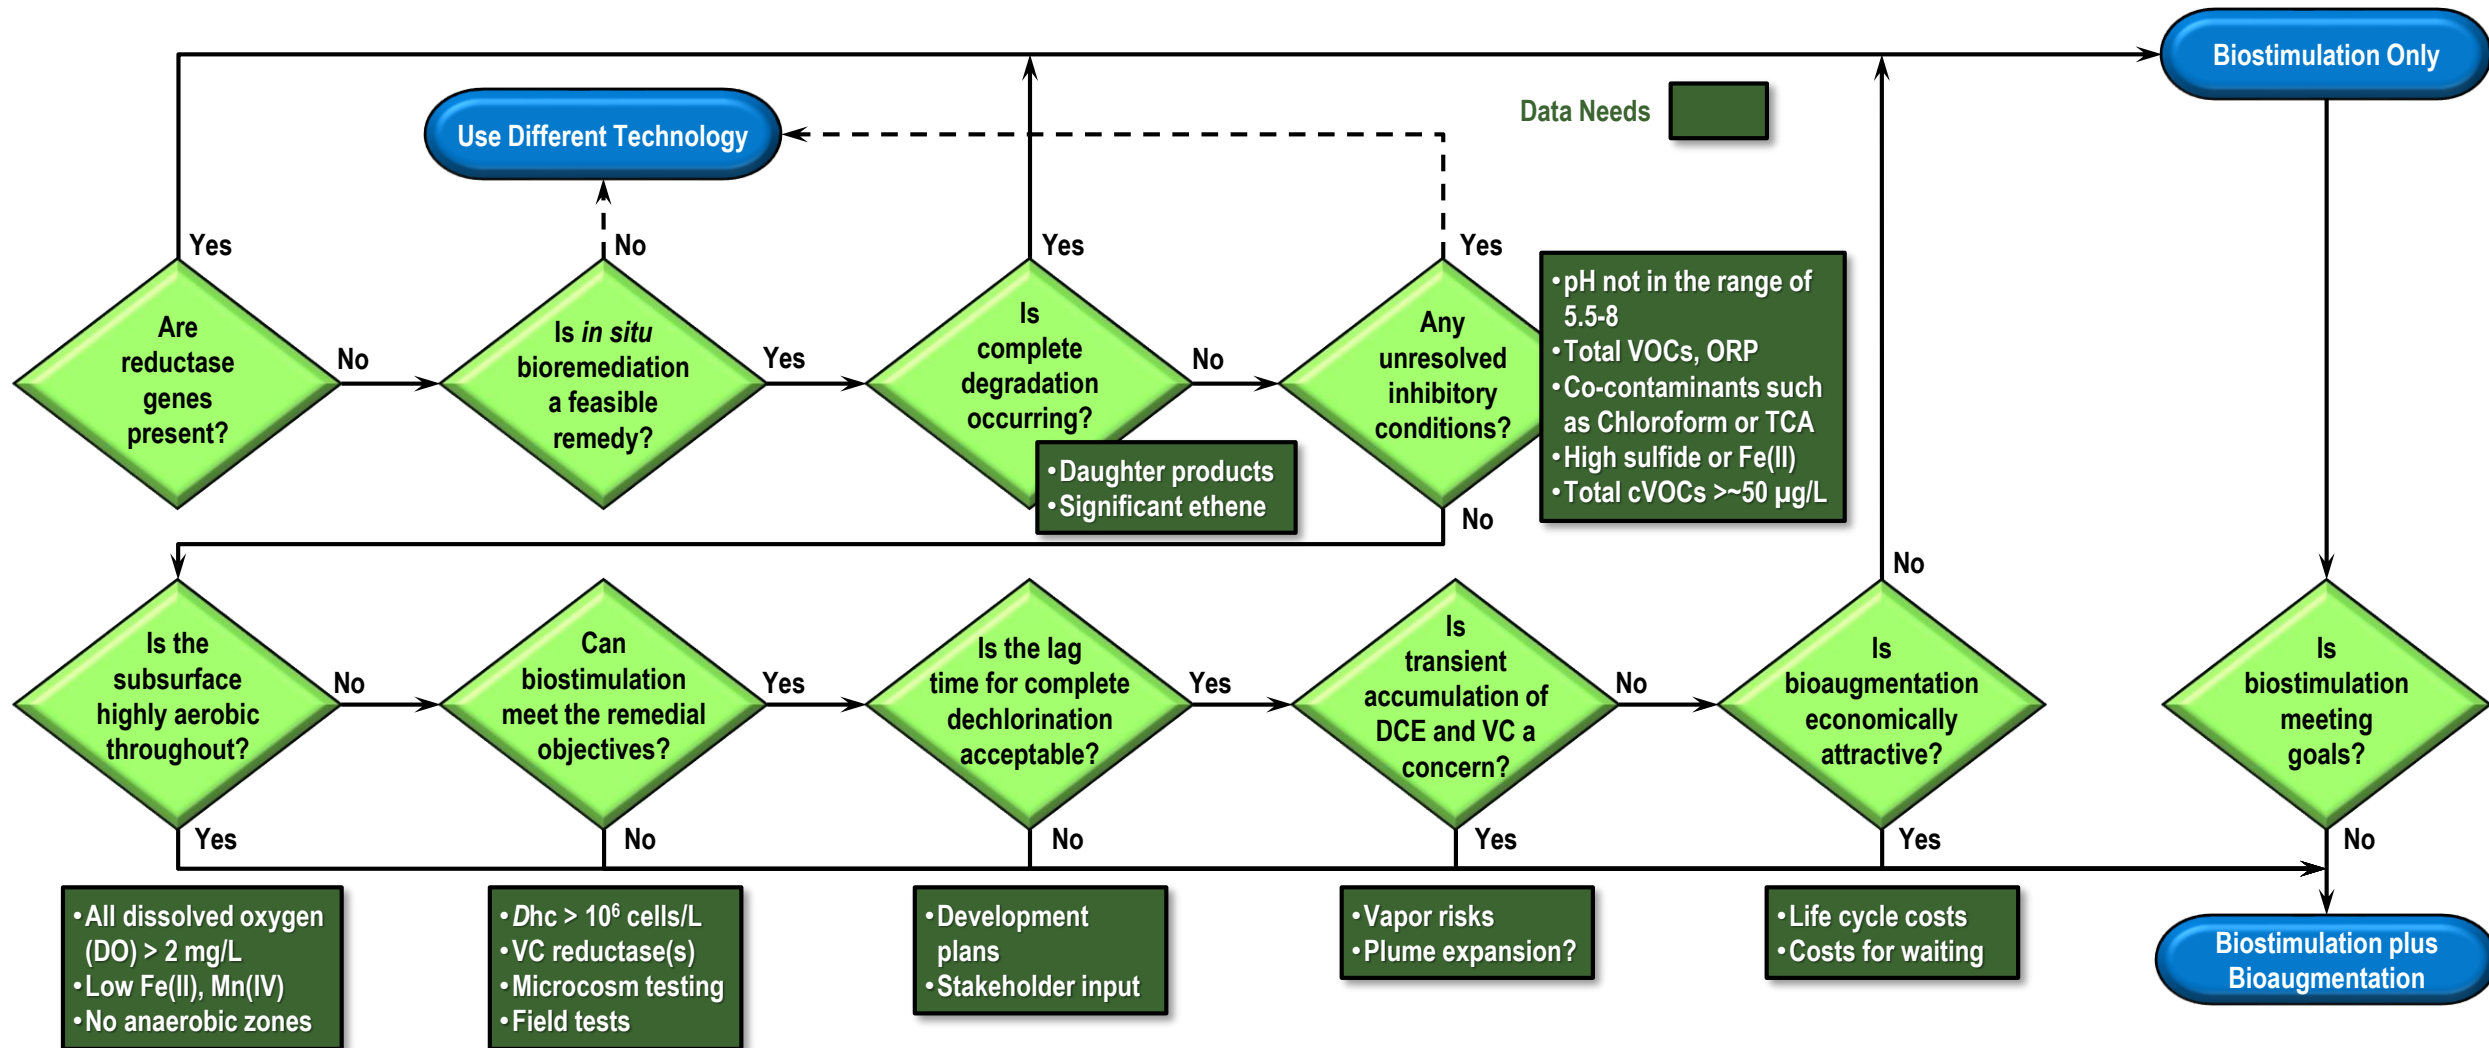 Biostimulation Only
Data Needs
Use Different Technology
Yes
No
Yes
Yes
Are
reductase
genes
present?
No
Is in situ
bioremediation
a feasible
remedy?
Yes
Is
complete
degradation
occurring?
No
Any
unresolved
inhibitory
conditions?
•pH not in the range of
5.5-8
•Total VOCs, ORP
•Co-contaminants such
as Chloroform or TCA
•High sulfide or Fe(II)
•Total cVOCs >~50 µg/L
•Daughter products
•Significant ethene
No
No
Is the
subsurface
highly aerobic
throughout?
No
Can
biostimulation
meet the remedial
objectives?
Yes
Is the lag
time for complete
dechlorination
acceptable?
Yes
Is
transient
accumulation of
DCE and VC a
concern?
No
Is
bioaugmentation
economically
attractive?
Is
biostimulation
meeting
goals?
Yes
No
No
Yes
Yes
No
•All dissolved oxygen
(DO) > 2 mg/L
•Low Fe(II), Mn(IV)
•No anaerobic zones
•Dhc > 10⁶ cells/L
•VC reductase(s)
•Microcosm testing
•Field tests
•Development
plans
•Stakeholder input
•Vapor risks
•Plume expansion?
•Life cycle costs
•Costs for waiting
Biostimulation plus
Bioaugmentation